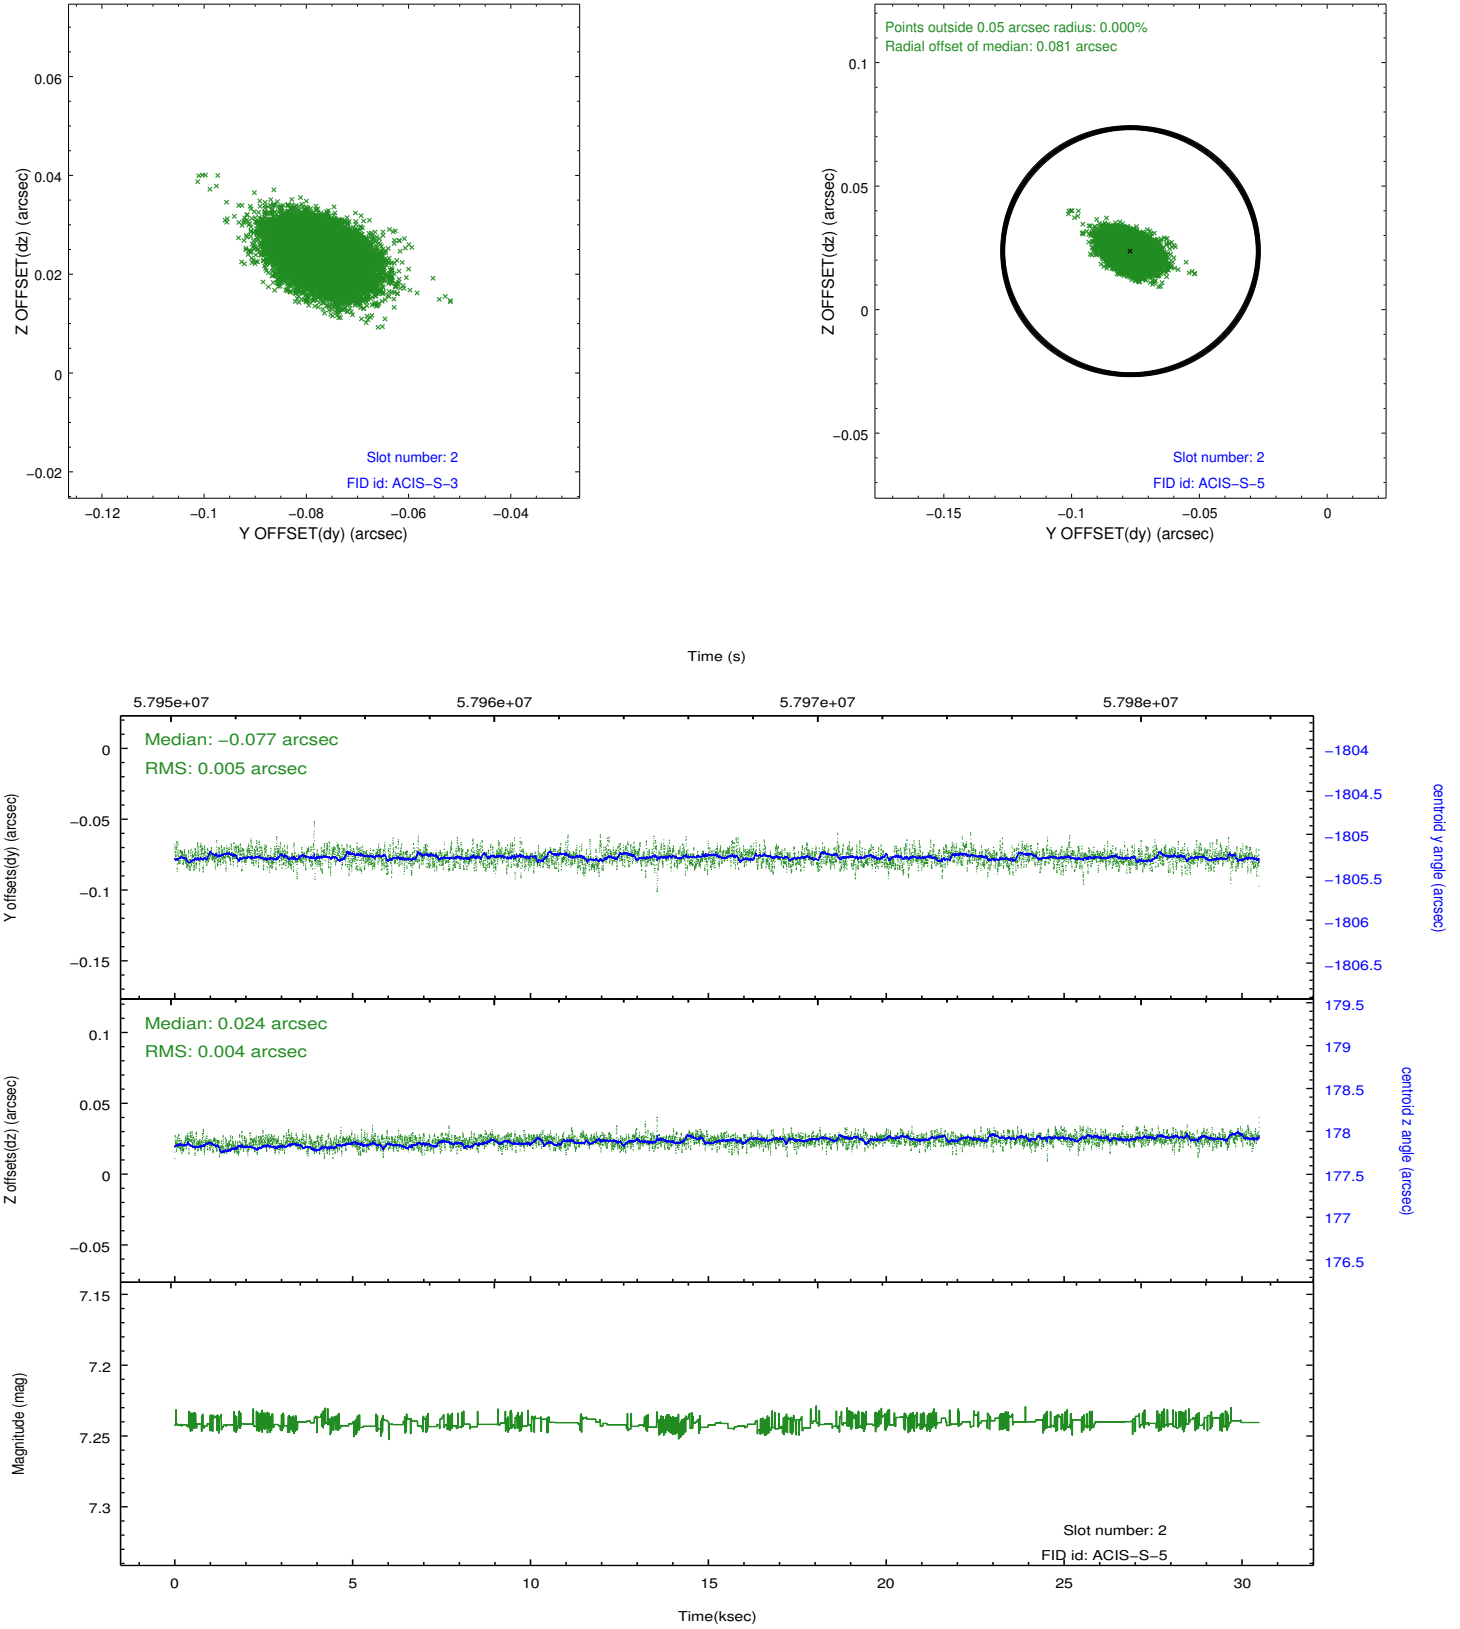 0.06
0.04
0.02
0
−0.02
Z OFFSET(dz) (arcsec)
Slot number: 2
FID id: ACIS−S−3
−0.12
−0.1
−0.08
−0.06
−0.04
Y OFFSET(dy) (arcsec)
Points outside 0.05 arcsec radius: 0.000%
Radial offset of median: 0.081 arcsec
0.1
0.05
0
−0.05
Z OFFSET(dz) (arcsec)
Slot number: 2
FID id: ACIS−S−5
−0.15
−0.1
−0.05
0
Y OFFSET(dy) (arcsec)
Time (s)
5.795e+07
5.796e+07
5.797e+07
5.798e+07
Median: −0.077 arcsec
RMS: 0.005 arcsec
0
−0.05
−0.1
−0.15
Y offsets(dy) (arcsec)
−1804
−1804.5
−1805
−1805.5
−1806
−1806.5
centroid y angle (arcsec)
Median: 0.024 arcsec
RMS: 0.004 arcsec
0.1
0.05
0
−0.05
Z offsets(dz) (arcsec)
179.5
179
178.5
178
177.5
177
176.5
centroid z angle (arcsec)
7.15
7.2
7.25
7.3
Magnitude (mag)
Slot number: 2
FID id: ACIS−S−5
0
5
10
15
20
25
30
Time(ksec)